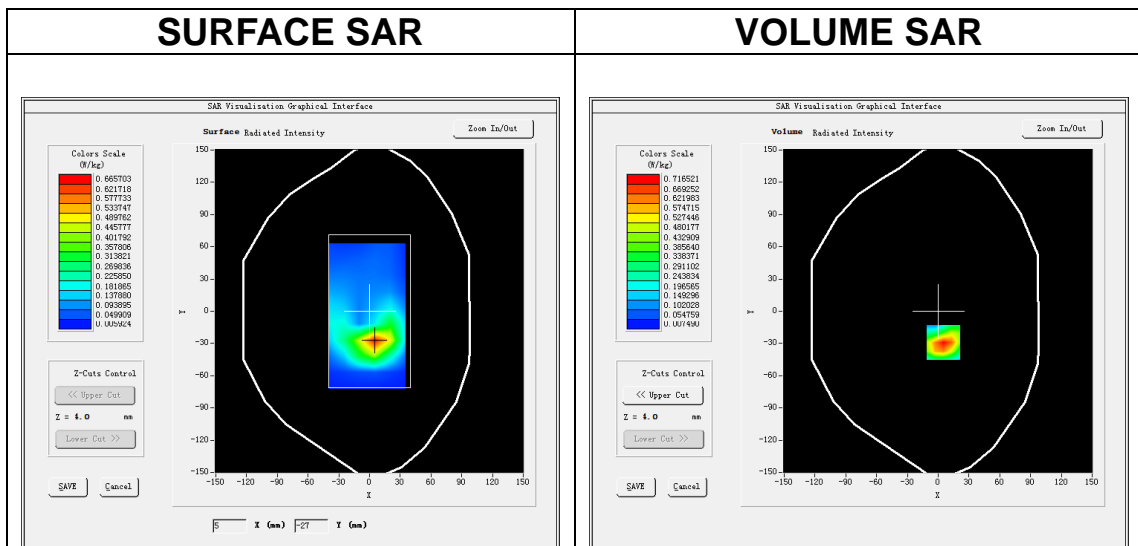 SURFACE SAR
VOLUME SAR
SAR Visualisation Graphical Interface
Surface Radiated Intensity
Zoom In/Out
Colors Scale
(W/kg)
0.665703
0.621718
0.577733
0.533747
0.489762
0.445777
0.401792
0.357806
0.313821
0.269836
0.225850
0.181865
0.137880
0.093895
0.049909
0.005924
150
120
90
60
30
0
-30
-60
-90
-120
-150
Y
-150 -120 -90 -60 -30 0 30 60 90 120 150
X
Z-Cuts Control
<< Upper Cut
Z = 4.0 mm
Lower Cut >>
SAVE
Cancel
5 X (mm) -27 Y (mm)
SAR Visualisation Graphical Interface
Volume Radiated Intensity
Zoom In/Out
Colors Scale
(W/kg)
0.716521
0.669252
0.621983
0.574715
0.527446
0.480177
0.432909
0.385640
0.338371
0.291102
0.243834
0.196565
0.149296
0.102028
0.054759
0.007490
150
120
90
60
30
0
-30
-60
-90
-120
-150
Y
-150 -120 -90 -60 -30 0 30 60 90 120 150
X
Z-Cuts Control
<< Upper Cut
Z = 4.0 mm
Lower Cut >>
SAVE
Cancel